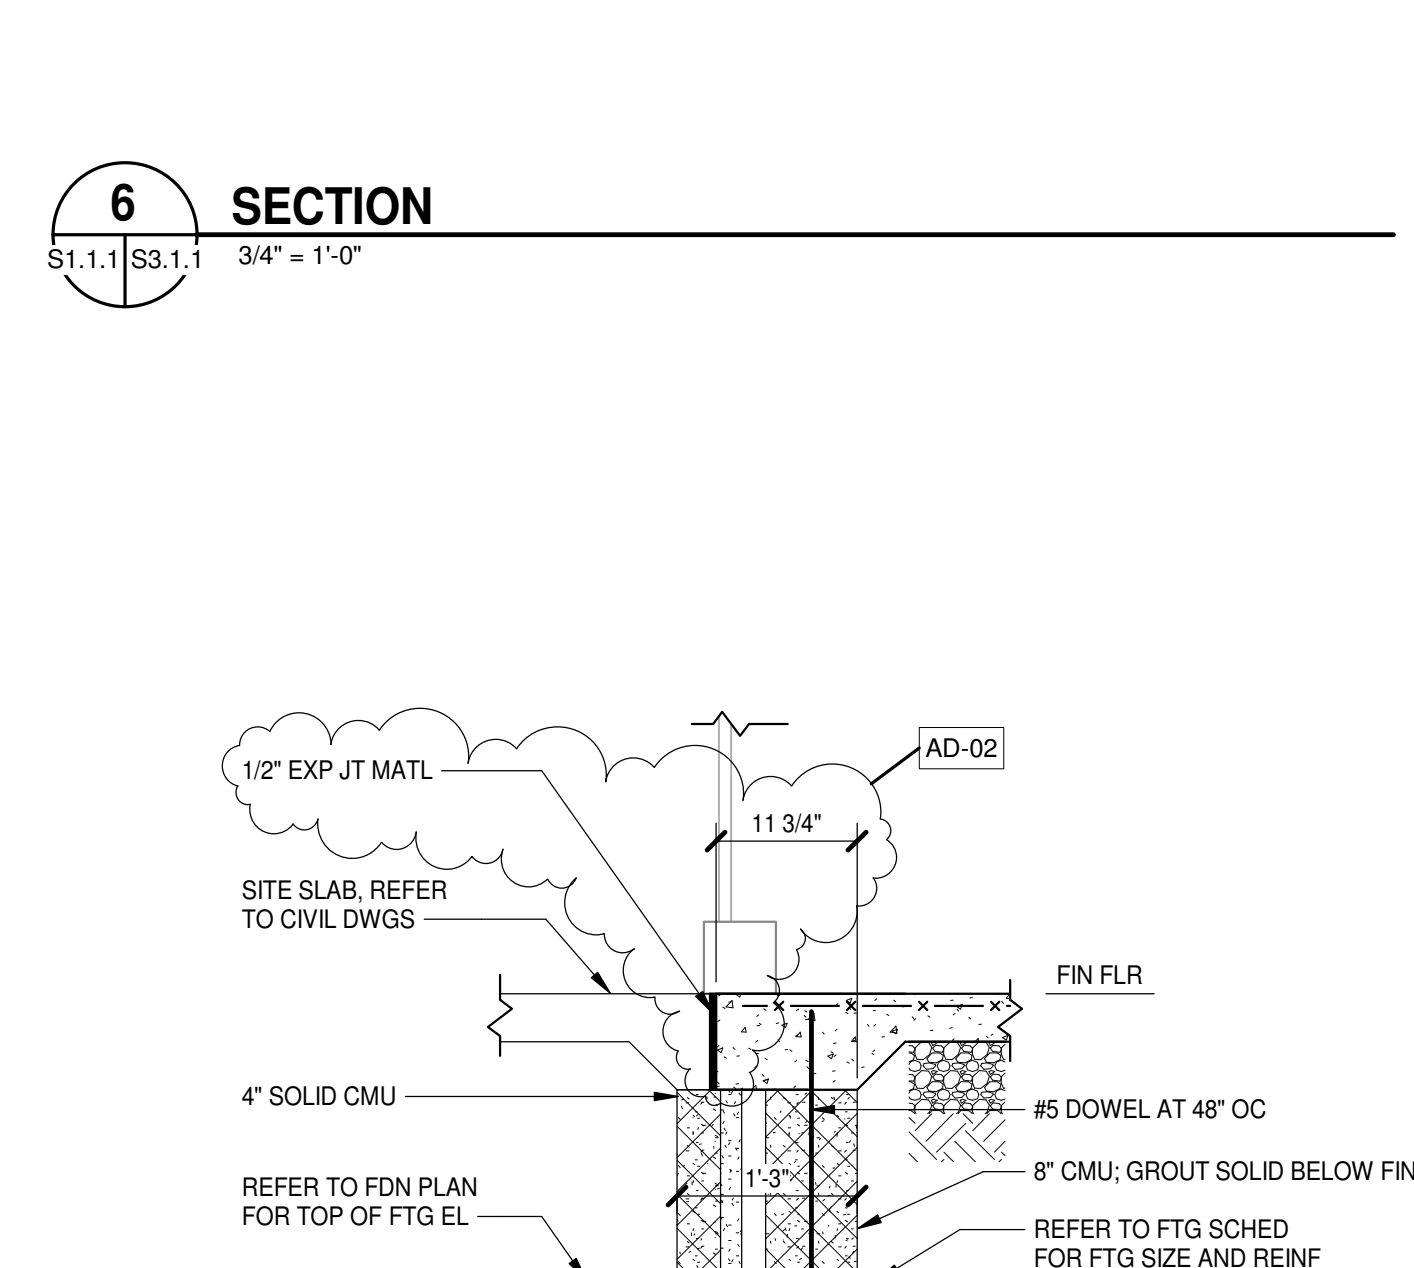 6
SECTION
S1.1.1
S3.1.1
3/4" = 1'-0"
AD-02
1/2" EXP JT MATL
11 3/4"
SITE SLAB, REFER
TO CIVIL DWGS
FIN FLR
4" SOLID CMU
#5 DOWEL AT 48" OC
8" CMU; GROUT SOLID BELOW FIN
1'-3"
REFER TO FDN PLAN
FOR TOP OF FTG EL
REFER TO FTG SCHED
FOR FTG SIZE AND REINF